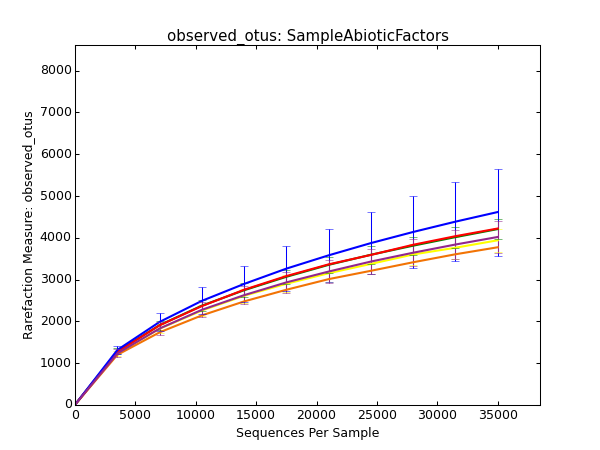 observed_otus: SampleAbioticFactors
8000
7000
6000
5000
4000
3000
2000
1000
0
Rarefaction Measure: observed_otus
0 5000 10000 15000 20000 25000 30000 35000
Sequences Per Sample